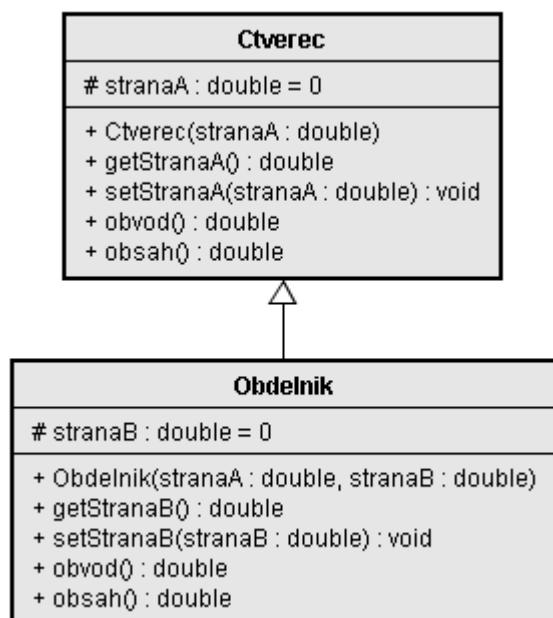 Ctverec
# stranaA : double = 0
+ Ctverec(stranaA : double)
+ getStranaA() : double
+ setStranaA(stranaA : double) : void
+ obvod() : double
+ obsah() : double
Obdelnik
# stranaB : double = 0
+ Obdelnik(stranaA : double, stranaB : double)
+ getStranaB() : double
+ setStranaB(stranaB : double) : void
+ obvod() : double
+ obsah() : double